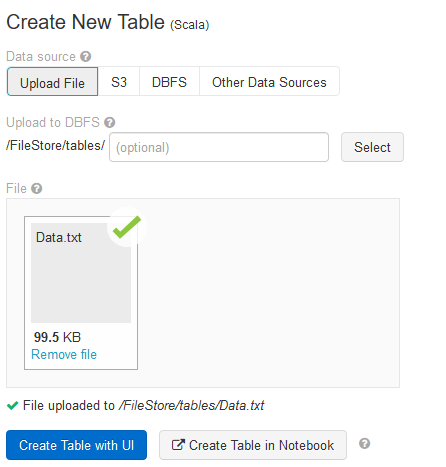 Create New Table (Scala)
Data source ?
Upload File S3 DBFS Other Data Sources
Upload to DBFS ?
/FileStore/tables/ (optional) Select
File ?
Data.txt
99.5 KB
Remove file
File uploaded to /FileStore/tables/Data.txt
Create Table with UI Create Table in Notebook ?